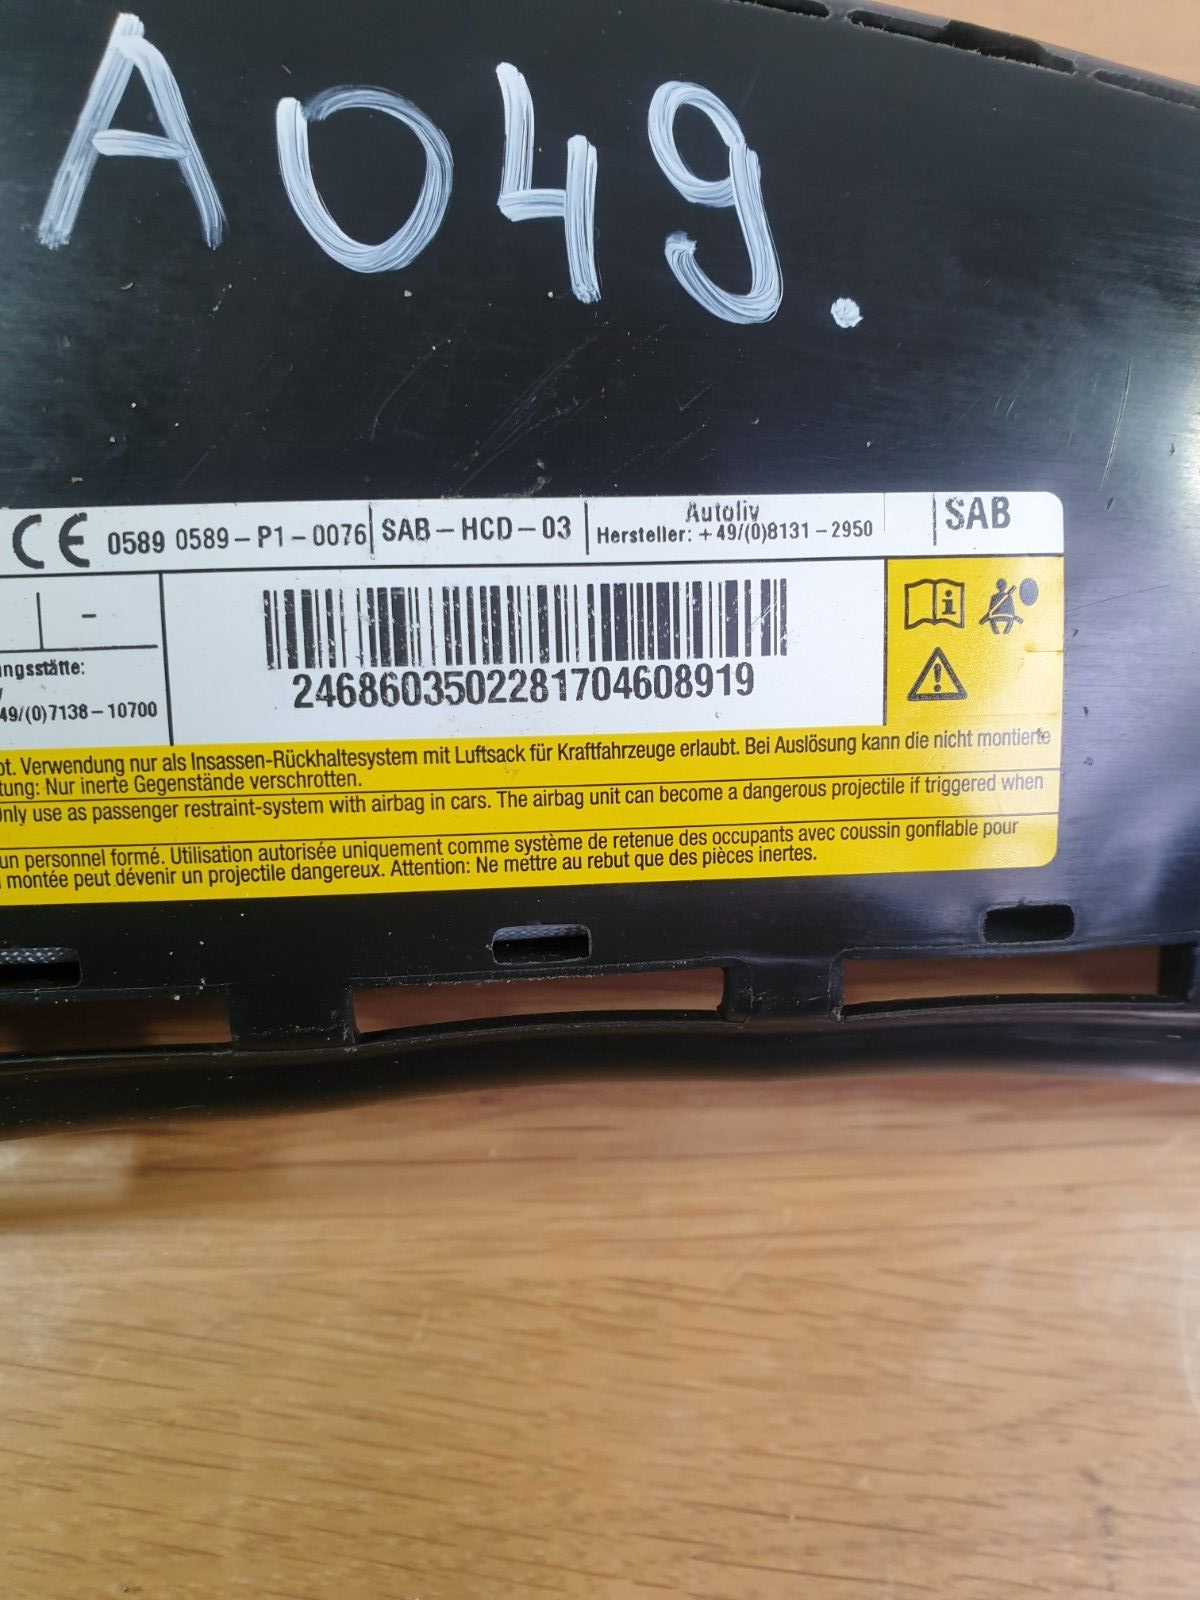 A049.
CE 0589 0589-P1-0076 SAB-HCD-03 Autoliv SAB
Hersteller: +49/(0)8131-2950
-
ngsstätte:
49/(0)7138-10700
2468603502281704608919
Verwendung nur als Insassen-Rückhaltesystem mit Luftsack für Kraftfahrzeuge erlaubt. Bei Auslösung kann die nicht montierte
tung: Nur inerte Gegenstände verschrotten.
Only use as passenger restraint-system with airbag in cars. The airbag unit can become a dangerous projectile if triggered when
un personnel formé. Utilisation autorisée uniquement comme système de retenue des occupants avec coussin gonflable pour
montée peut dévenir un projectile dangereux. Attention: Ne mettre au rebut que des pièces inertes.